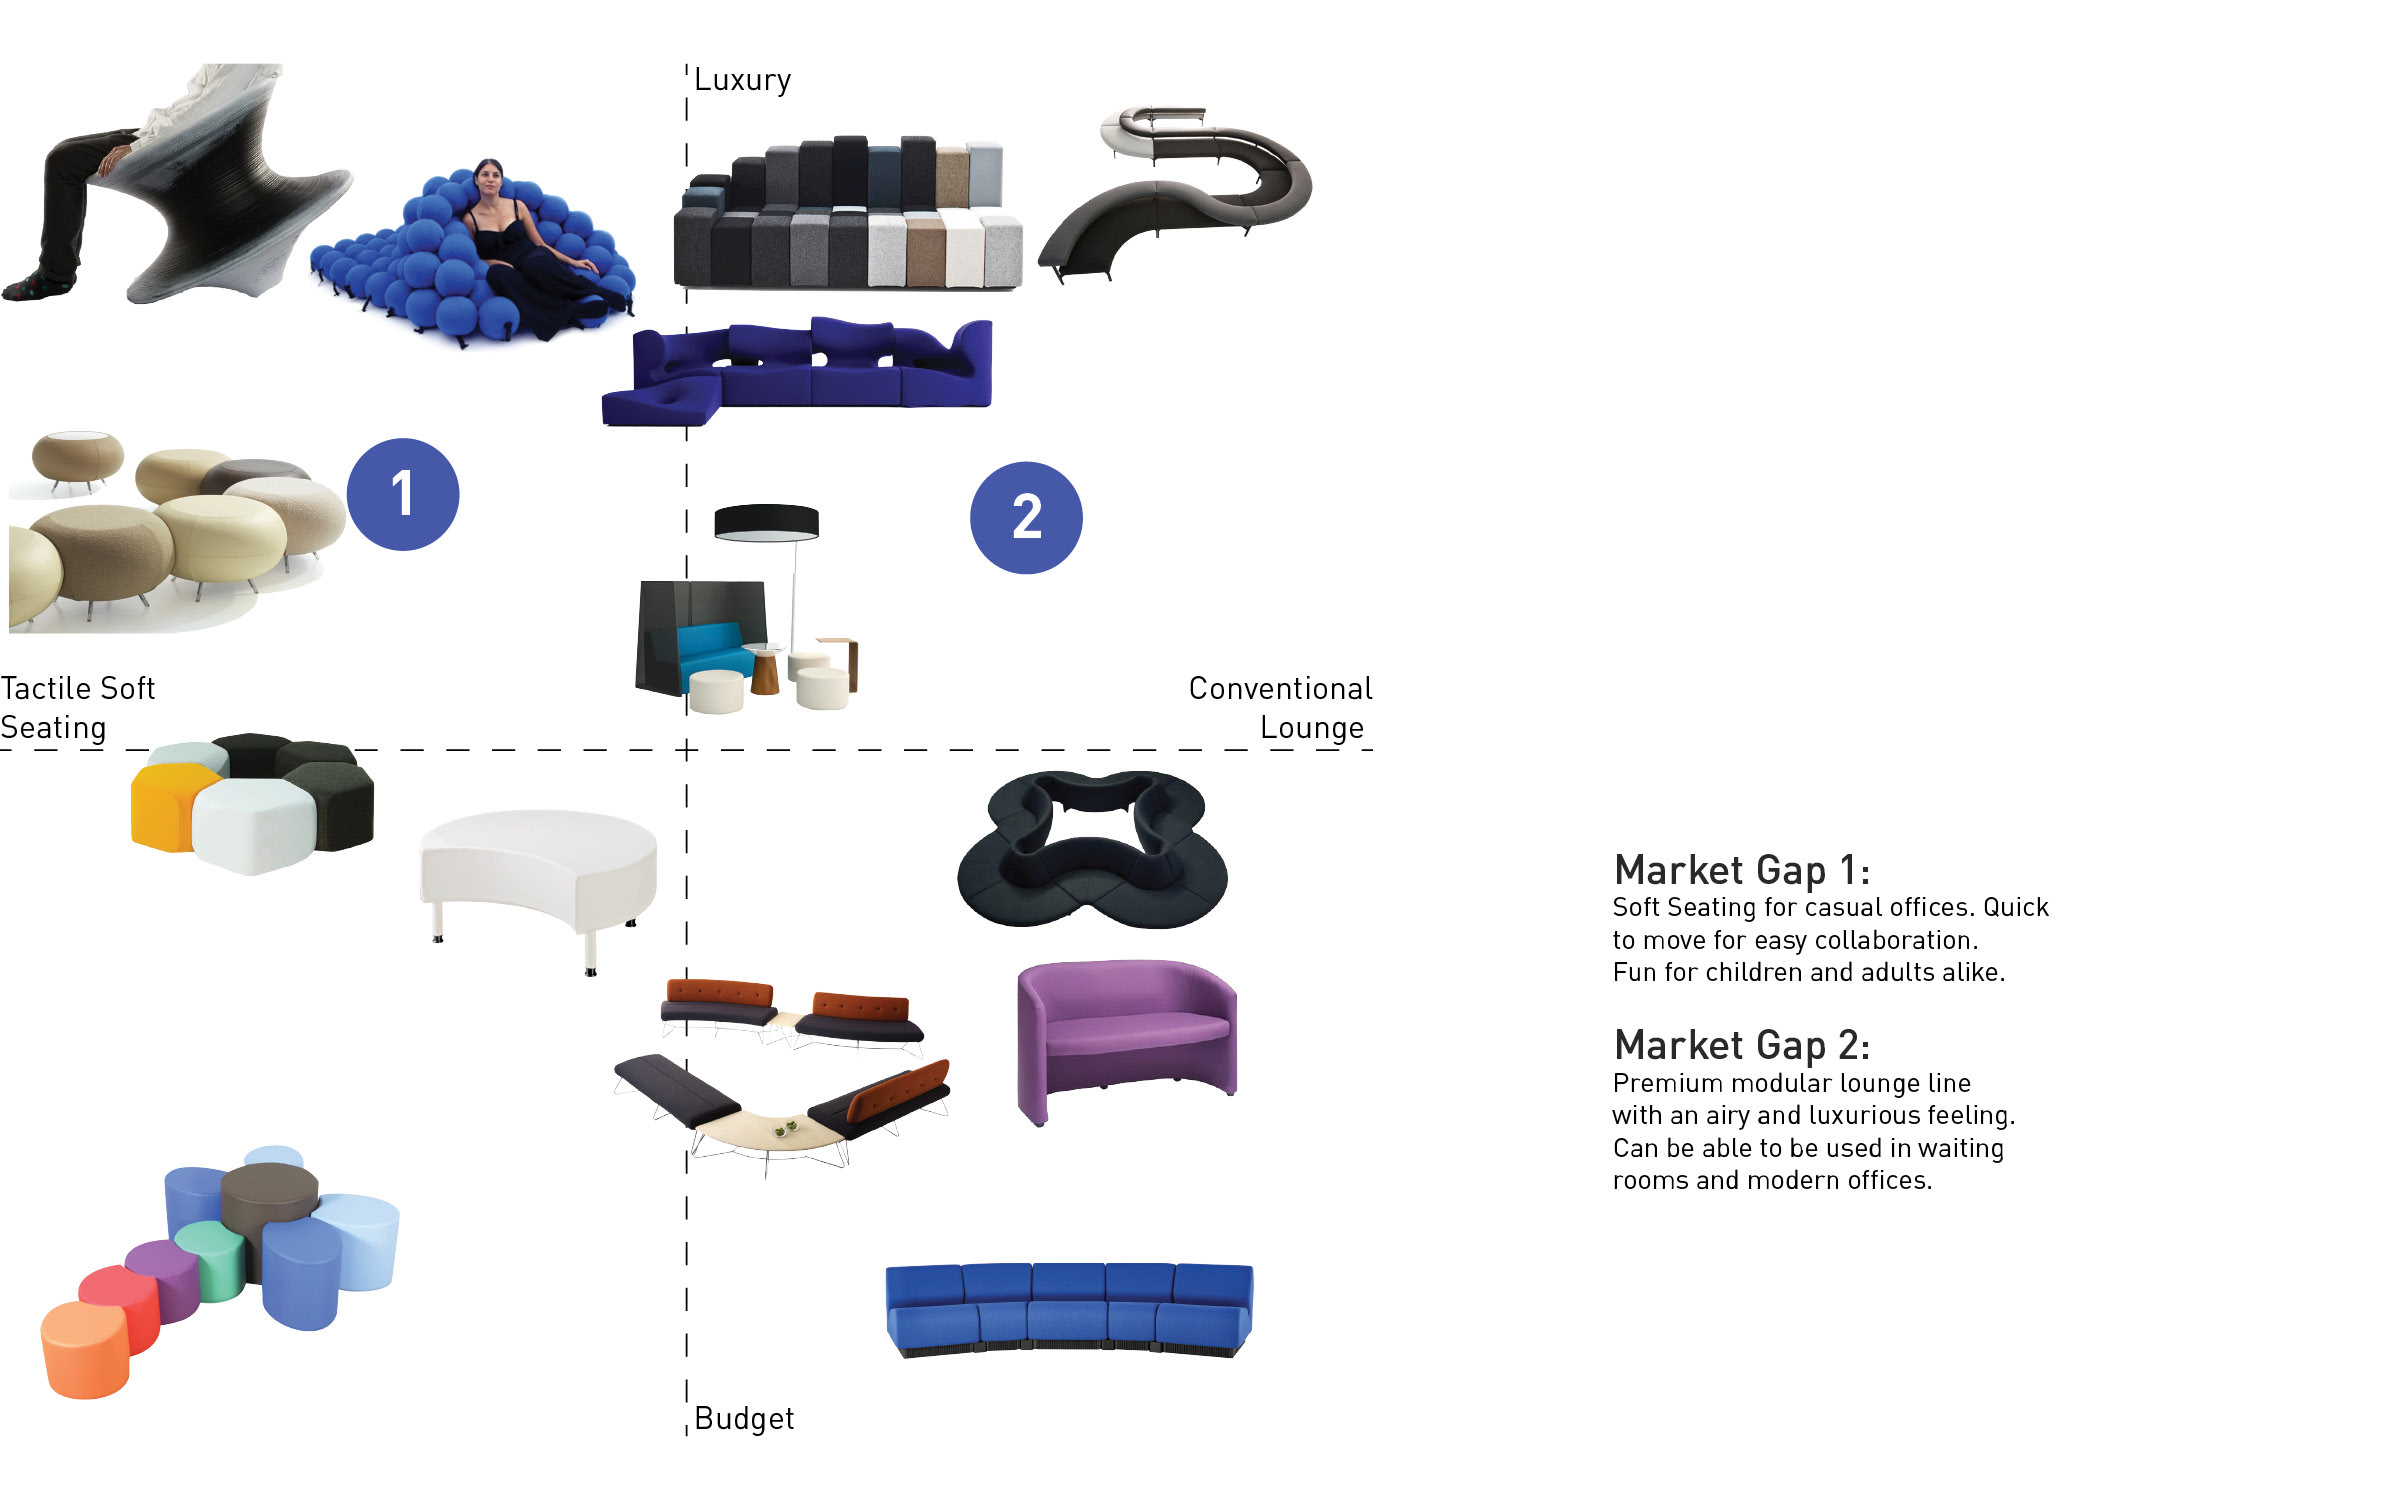 Luxury
1
2
Tactile Soft
Seating
Conventional
Lounge
Budget
Market Gap 1:
Soft Seating for casual offices. Quick
to move for easy collaboration.
Fun for children and adults alike.
Market Gap 2:
Premium modular lounge line
with an airy and luxurious feeling.
Can be able to be used in waiting
rooms and modern offices.